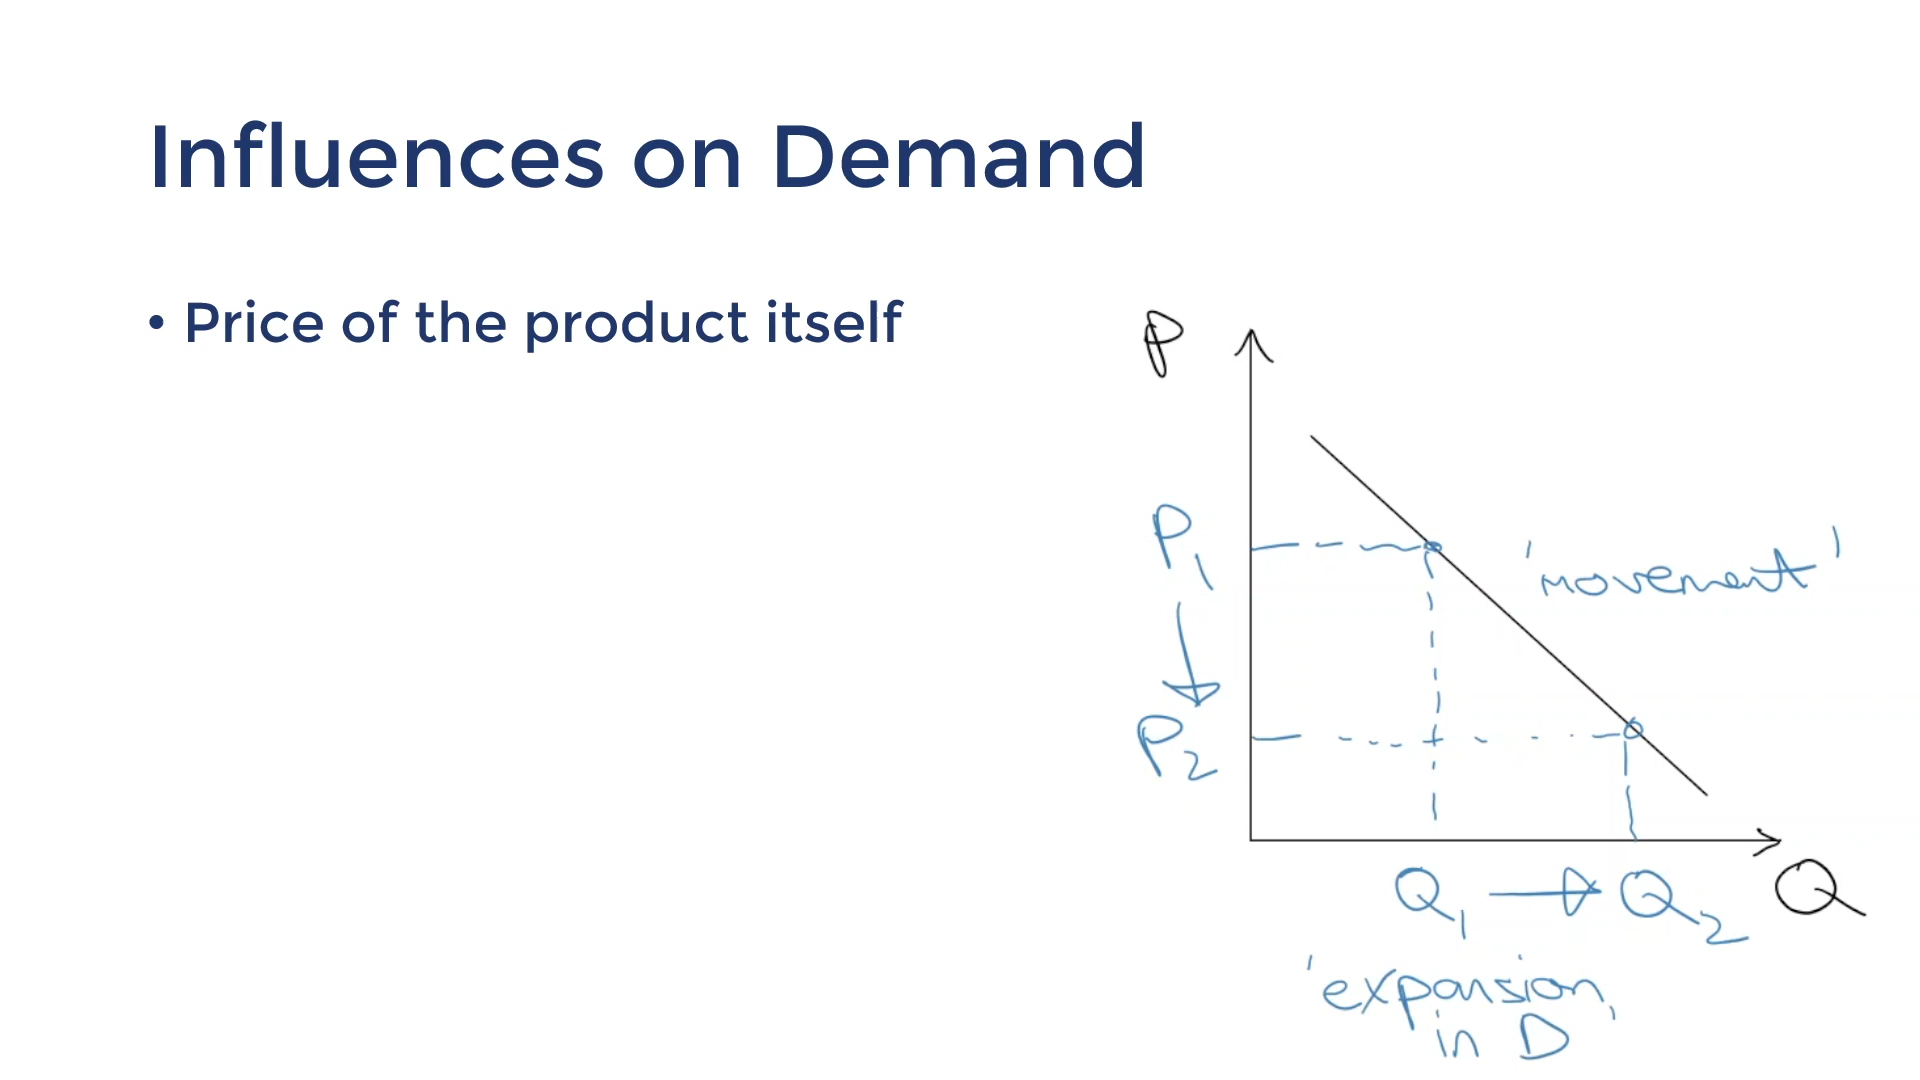 Influences on Demand
• Price of the product itself
P
P1
'movement'
P2
Q1 → Q2
Q
'expansion
in D'